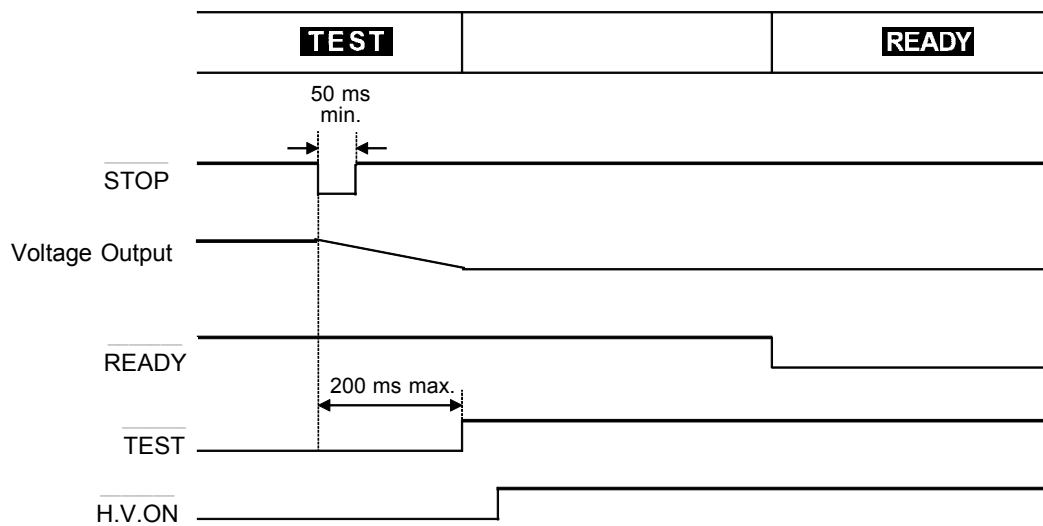 TEST
READY
50 ms
min.
STOP
Voltage Output
READY
200 ms max.
TEST
H.V.ON